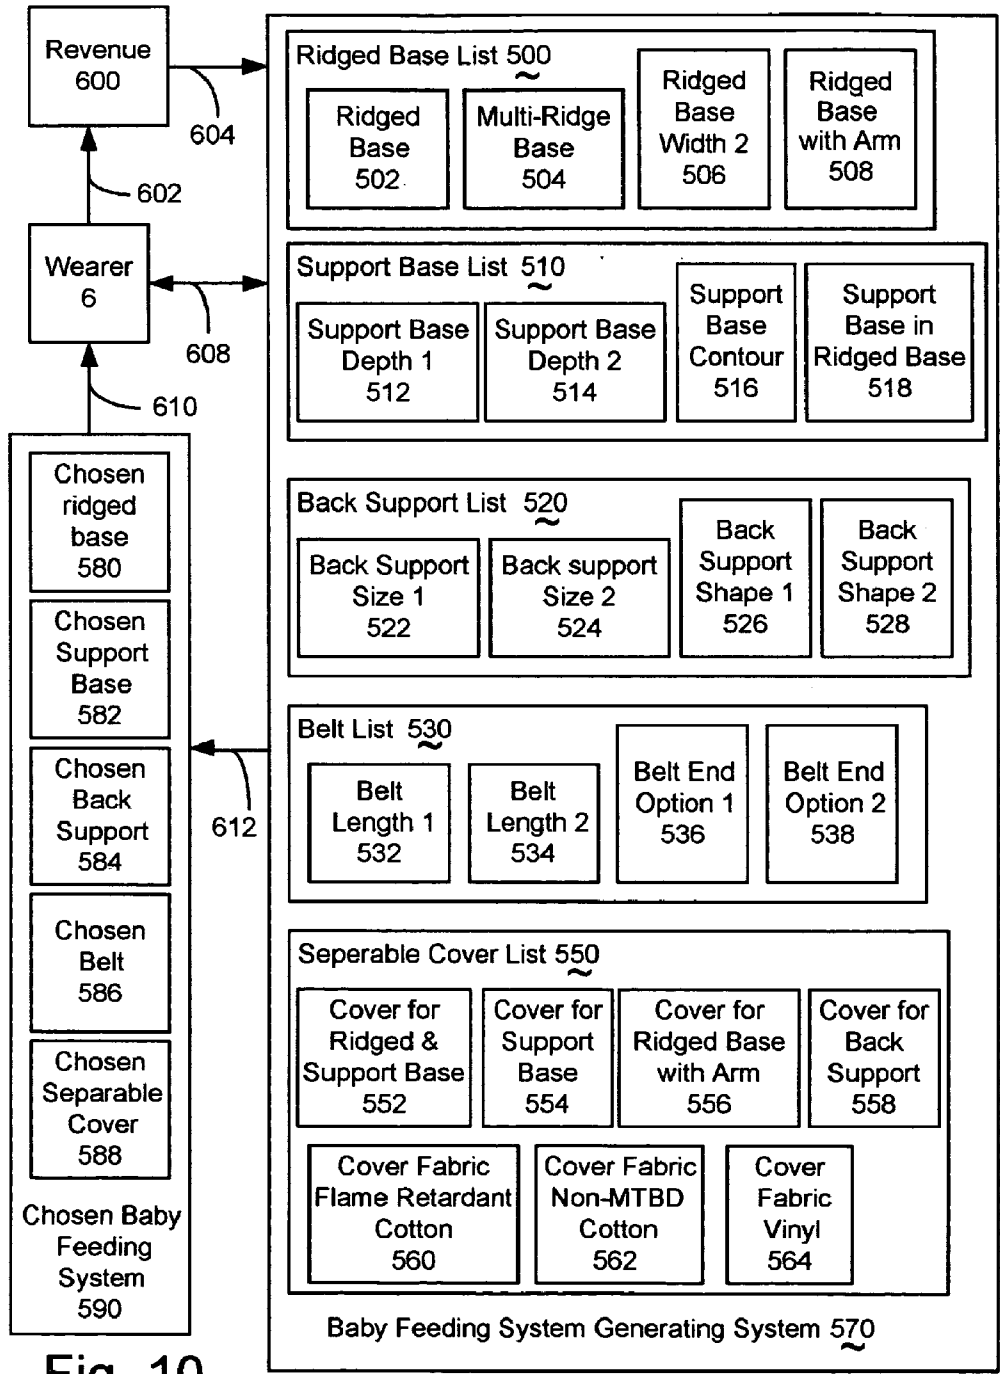 Revenue
600
604
602
Wearer
6
608
610
Chosen
ridged
base
580
Chosen
Support
Base
582
Chosen
Back
Support
584
Chosen
Belt
586
Chosen
Separable
Cover
588
Chosen Baby
Feeding
System
590
612
Ridged Base List 500
Ridged
Base
502
Multi-Ridge
Base
504
Ridged
Base
Width 2
506
Ridged
Base
with Arm
508
Support Base List 510
Support Base
Depth 1
512
Support Base
Depth 2
514
Support
Base
Contour
516
Support
Base in
Ridged Base
518
Back Support List 520
Back Support
Size 1
522
Back support
Size 2
524
Back
Support
Shape 1
526
Back
Support
Shape 2
528
Belt List 530
Belt
Length 1
532
Belt
Length 2
534
Belt End
Option 1
536
Belt End
Option 2
538
Seperable Cover List 550
Cover for
Ridged &
Support Base
552
Cover for
Support
Base
554
Cover for
Ridged Base
with Arm
556
Cover for
Back
Support
558
Cover Fabric
Flame Retardant
Cotton
560
Cover Fabric
Non-MTBD
Cotton
562
Cover
Fabric
Vinyl
564
Baby Feeding System Generating System 570
Fig. 10